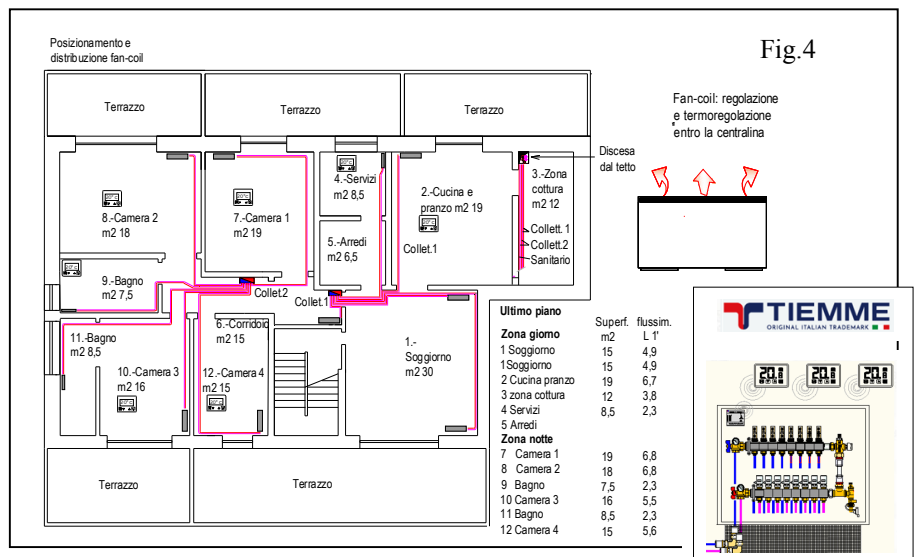 Posizionamento e
distribuzione fan-coil
Fig.4
Terrazzo
Terrazzo
Terrazzo
Fan-coil: regolazione
e termoregolazione
entro la centralina
Discesa
dal tetto
8.-Camera 2
m2 18
7.-Camera 1
m2 19
4.-Servizi
m2 8,5
2.-Cucina e
pranzo m2 19
3.-Zona
cottura
m2 12
5.-Arredi
m2 6,5
Collet.1
Collett. 1
Collett.2
Sanitario
9.-Bagno
m2 7,5
Collet.2
Collet.1
11.-Bagno
m2 8,5
10.-Camera 3
m2 16
6.-Corridoio
m2 15
12.-Camera 4
m2 15
1.-
Soggiorno
m2 30
Terrazzo
Terrazzo
Ultimo piano
Zona giorno Superf. m2 flussim. L 1'
1 Soggiorno 15 4,9
1Soggiorno 15 4,9
2 Cucina pranzo 19 6,7
3 zona cottura 12 3,8
4 Servizi 8,5 2,3
5 Arredi
Zona notte
7 Camera 1 19 6,8
8 Camera 2 18 6,8
9 Bagno 7,5 2,3
10 Camera 3 16 5,5
11 Bagno 8,5 2,3
12 Camera 4 15 5,6
TIEMME
ORIGINAL ITALIAN TRADEMARK
20.
20.
20.